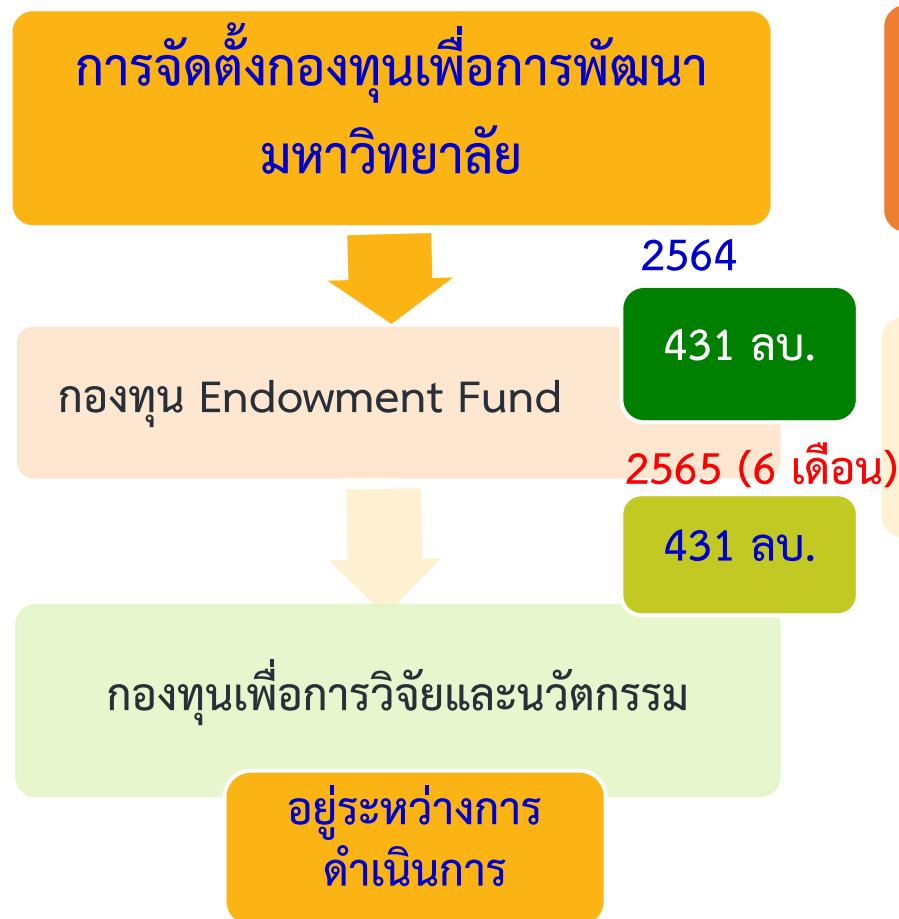 การจัดตั้งกองทุนเพื่อการพัฒนา
มหาวิทยาลัย
2564
431 ลบ.
กองทุน Endowment Fund
2565 (6 เดือน)
431 ลบ.
กองทุนเพื่อการวิจัยและนวัตกรรม
อยู่ระหว่างการ
ดำเนินการ